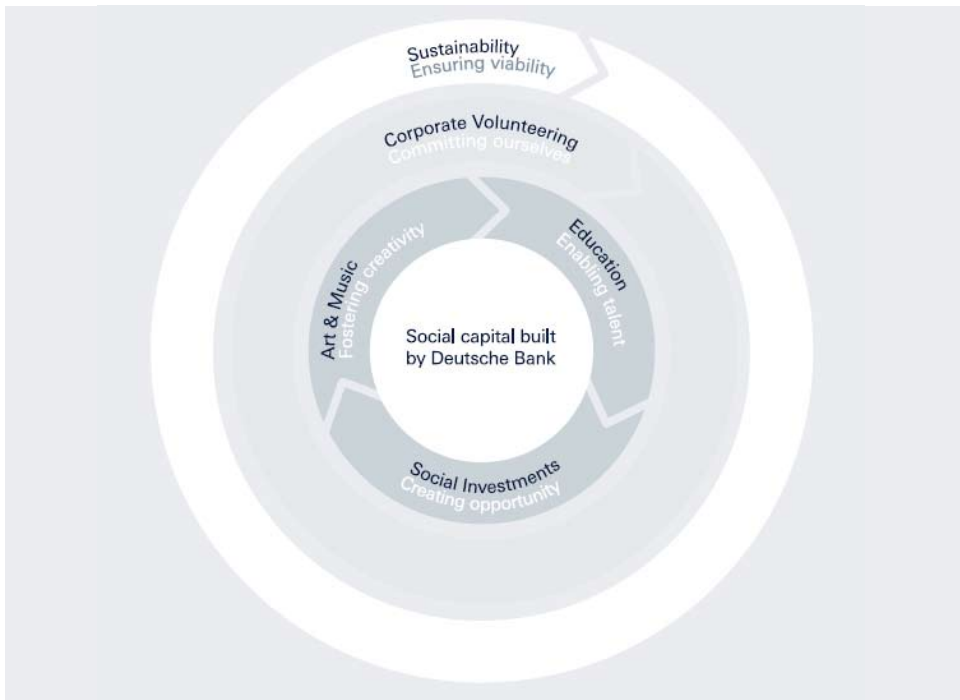 Sustainability
Ensuring viability
Corporate Volunteering
Committing ourselves
Education
Enabling talent
Art & Music
Fostering creativity
Social capital built
by Deutsche Bank
Social Investments
Creating opportunity